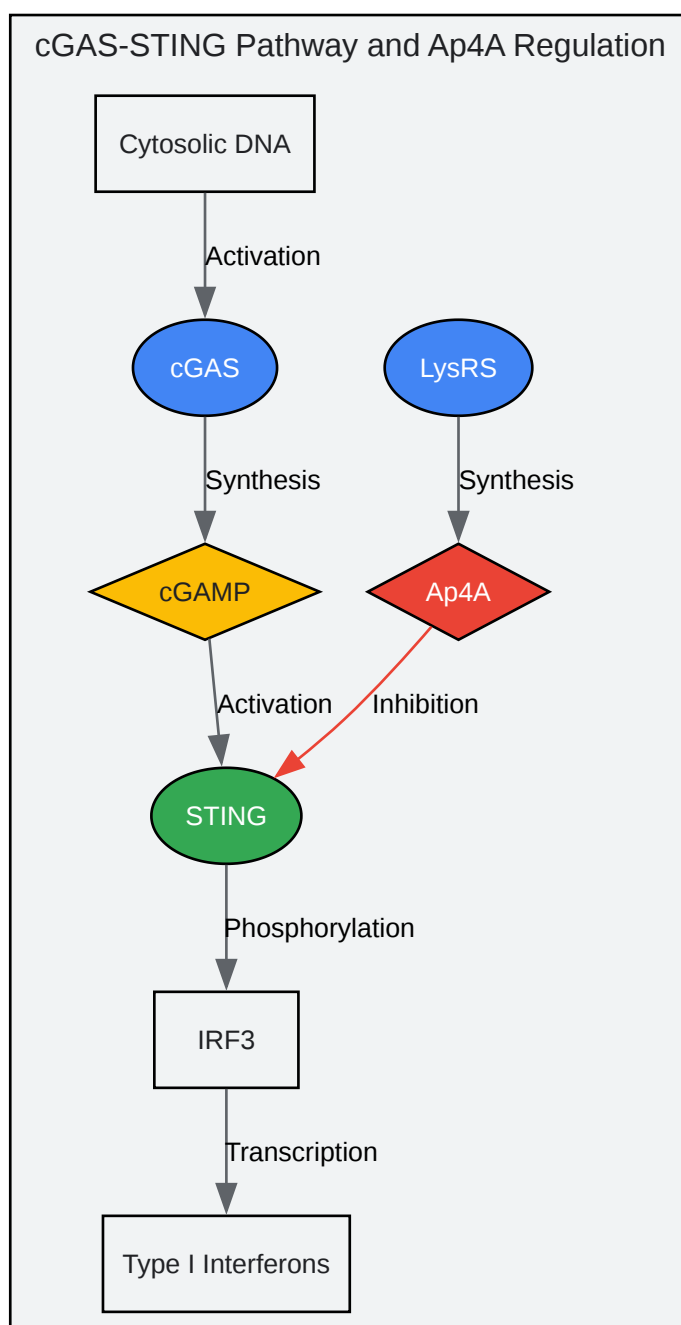 cGAS-STING Pathway and Ap4A Regulation
Cytosolic DNA
Activation
cGAS
LysRS
Synthesis
Synthesis
cGAMP
Ap4A
Activation
Inhibition
STING
Phosphorylation
IRF3
Transcription
Type I Interferons